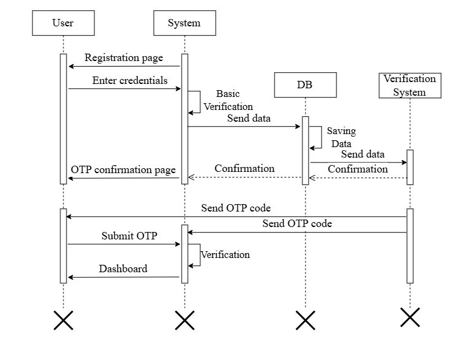 User
System
DB
Verification
System
Registration page
Enter credentials
Basic
Verification
Send data
Saving
Data
Send data
OTP confirmation page
Confirmation
Confirmation
Send OTP code
Send OTP code
Submit OTP
Verification
Dashboard